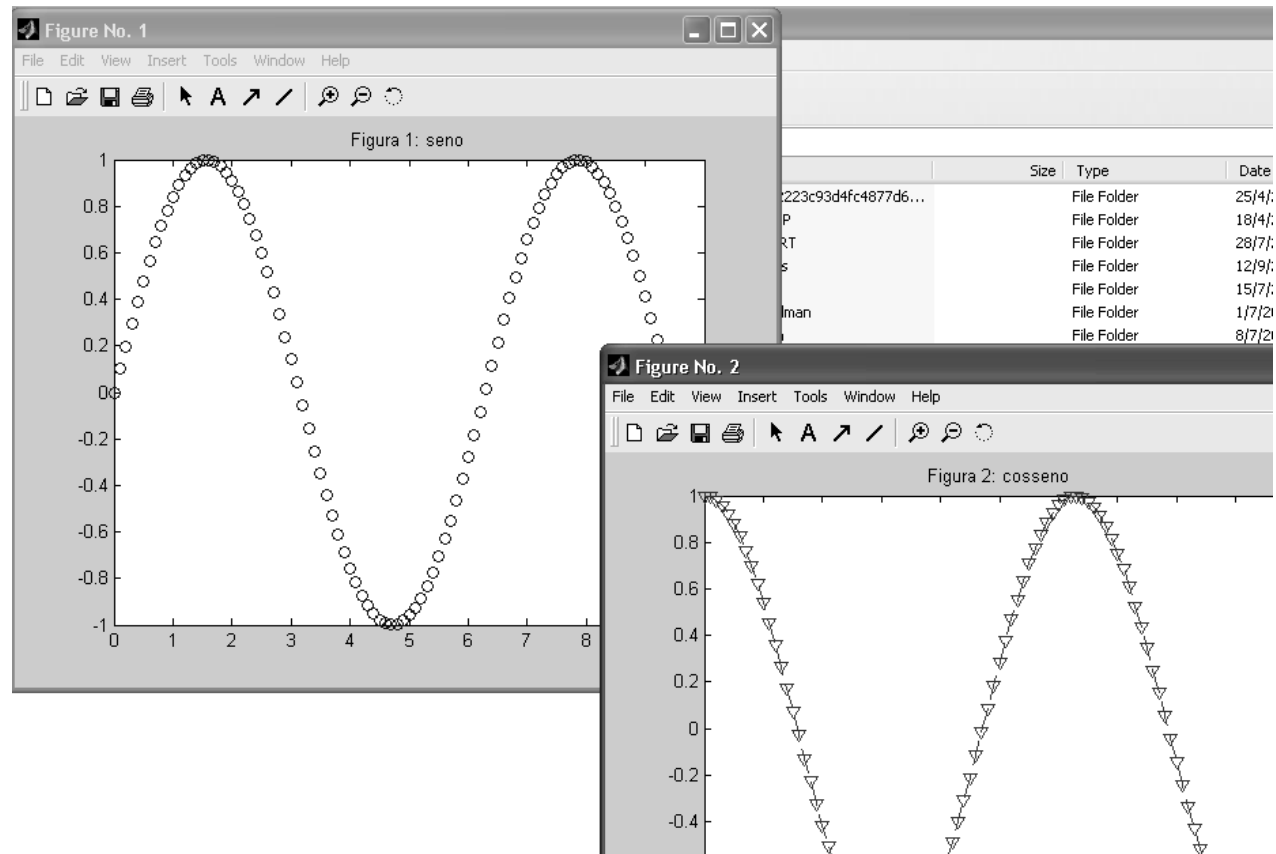 Figure No. 1
File Edit View Insert Tools Window Help
Figura 1: seno
1
0.8
0.6
0.4
0.2
0
-0.2
-0.4
-0.6
-0.8
-1
0 1 2 3 4 5 6 7 8
Size Type Date
223c93d4fc4877d6... File Folder 25/4/
P File Folder 18/4/
RT File Folder 28/7/
s File Folder 12/9/
File Folder 15/7/
lman File Folder 1/7/20
File Folder 8/7/20
Figure No. 2
File Edit View Insert Tools Window Help
Figura 2: cosseno
1
0.8
0.6
0.4
0.2
0
-0.2
-0.4